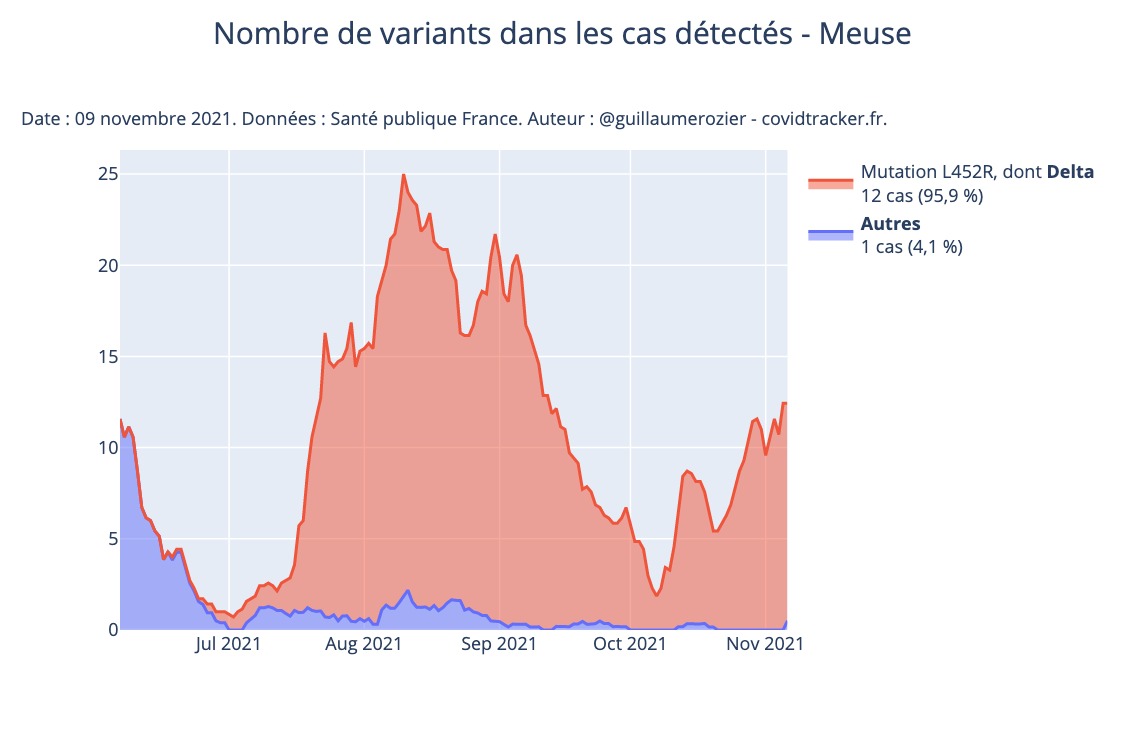 Nombre de variants dans les cas détectés - Meuse
Date : 09 novembre 2021. Données : Santé publique France. Auteur : @guillaumerozier - covidtracker.fr.
25
20
15
10
5
0
Jul 2021
Aug 2021
Sep 2021
Oct 2021
Nov 2021
Mutation L452R, dont Delta
12 cas (95,9 %)
Autres
1 cas (4,1 %)